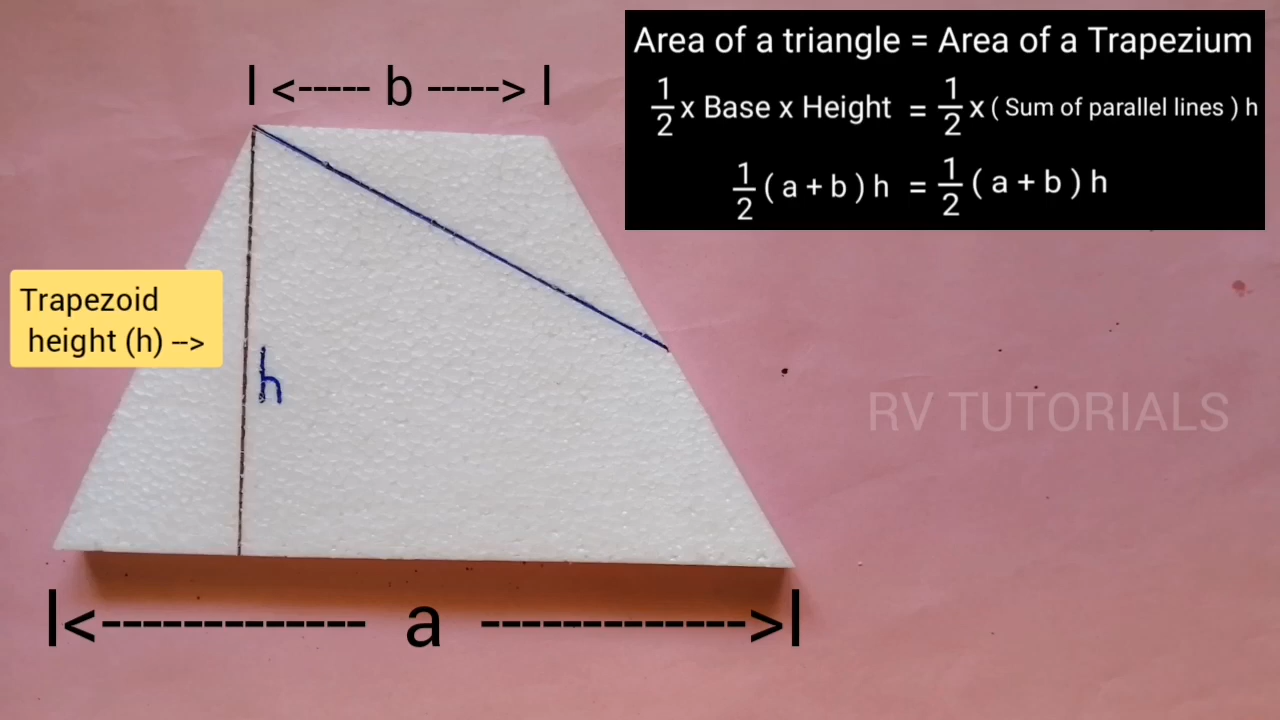 Area of a triangle = Area of a Trapezium
1/2 x Base x Height = 1/2 x ( Sum of parallel lines ) h
1/2 ( a + b ) h = 1/2 ( a + b ) h
|<----- b ----->|
Trapezoid
height (h) -->
h
RV TUTORIALS
|<------------- a ------------->|